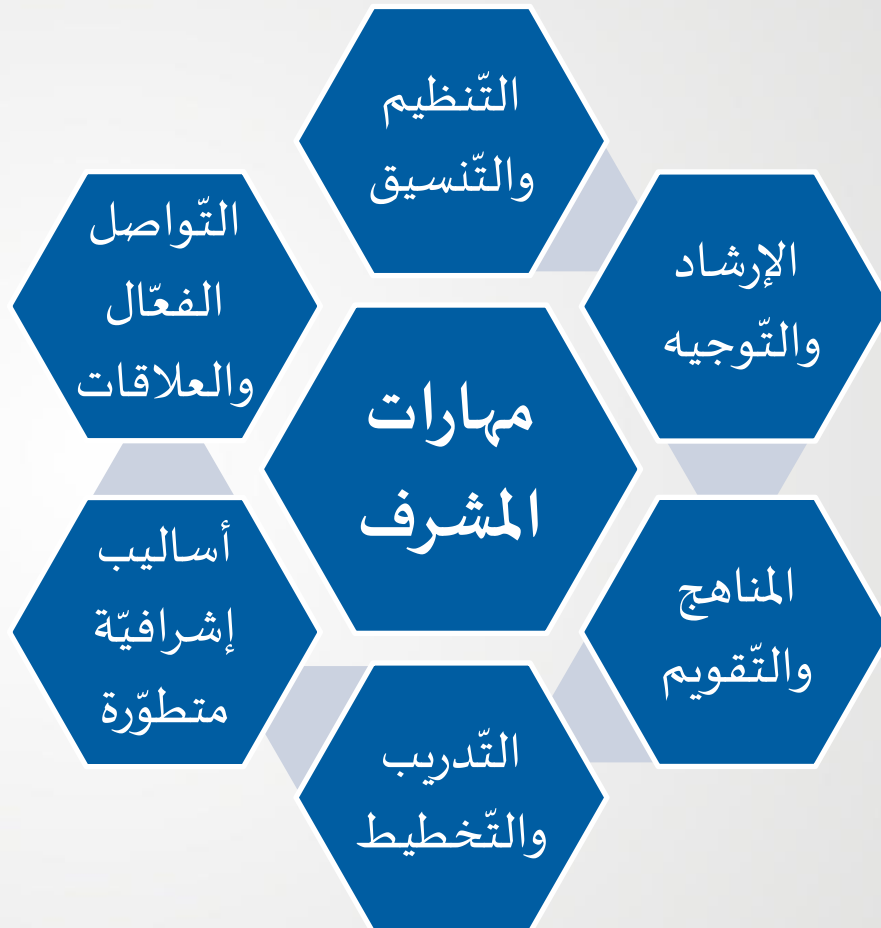 التّنظيم
والتّنسيق
الإرشاد
والتّوجيه
المناهج
والتّقويم
التّدريب
والتّخطيط
أساليب
إشرافيّة
متطوّرة
التّواصل
الفعّال
والعلاقات
مهارات
المشرف